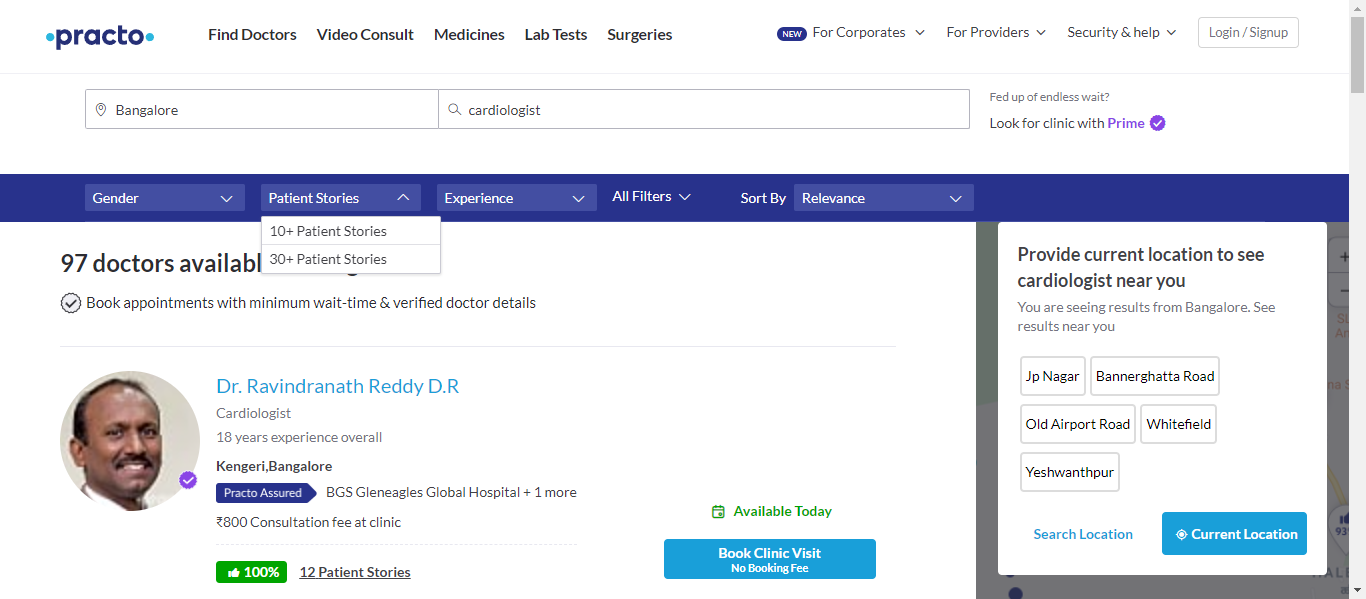 practo
Find Doctors
Video Consult
Medicines
Lab Tests
Surgeries
NEW For Corporates
For Providers
Security & help
Login / Signup
Bangalore
cardiologist
Fed up of endless wait?
Look for clinic with Prime
Gender
Patient Stories
Experience
All Filters
Sort By
Relevance
10+ Patient Stories
30+ Patient Stories
97 doctors
Book appointments with minimum wait-time & verified doctor details
Dr. Ravindranath Reddy D.R
Cardiologist
18 years experience overall
Kengeri,Bangalore
Practo Assured BGS Gleneagles Global Hospital + 1 more
₹800 Consultation fee at clinic
100% 12 Patient Stories
Available Today
Book Clinic Visit
No Booking Fee
Provide current location to see
cardiologist near you
You are seeing results from Bangalore. See
results near you
Jp Nagar
Bannerghatta Road
Old Airport Road
Whitefield
Yeshwanthpur
Search Location
Current Location